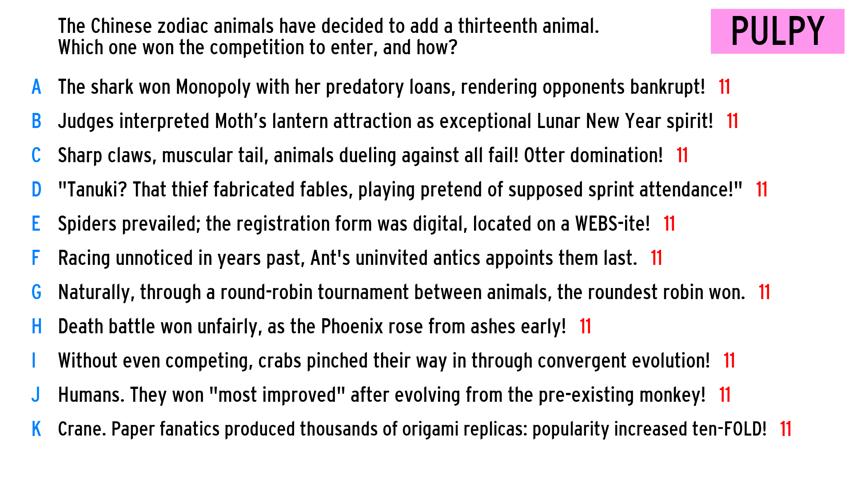 The Chinese zodiac animals have decided to add a thirteenth animal.
Which one won the competition to enter, and how?
PULPY
A The shark won Monopoly with her predatory loans, rendering opponents bankrupt! 11
B Judges interpreted Moth's lantern attraction as exceptional Lunar New Year spirit! 11
C Sharp claws, muscular tail, animals dueling against all fail! Otter domination! 11
D "Tanuki? That thief fabricated fables, playing pretend of supposed sprint attendance!" 11
E Spiders prevailed; the registration form was digital, located on a WEBS-ite! 11
F Racing unnoticed in years past, Ant's uninvited antics appoints them last. 11
G Naturally, through a round-robin tournament between animals, the roundest robin won. 11
H Death battle won unfairly, as the Phoenix rose from ashes early! 11
I Without even competing, crabs pinched their way in through convergent evolution! 11
J Humans. They won "most improved" after evolving from the pre-existing monkey! 11
K Crane. Paper fanatics produced thousands of origami replicas: popularity increased ten-FOLD! 11